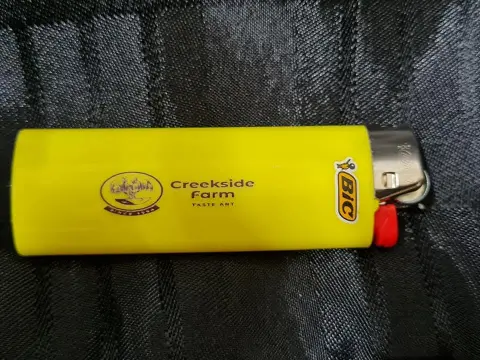 Creekside
Farm
TASTE ART
BIC